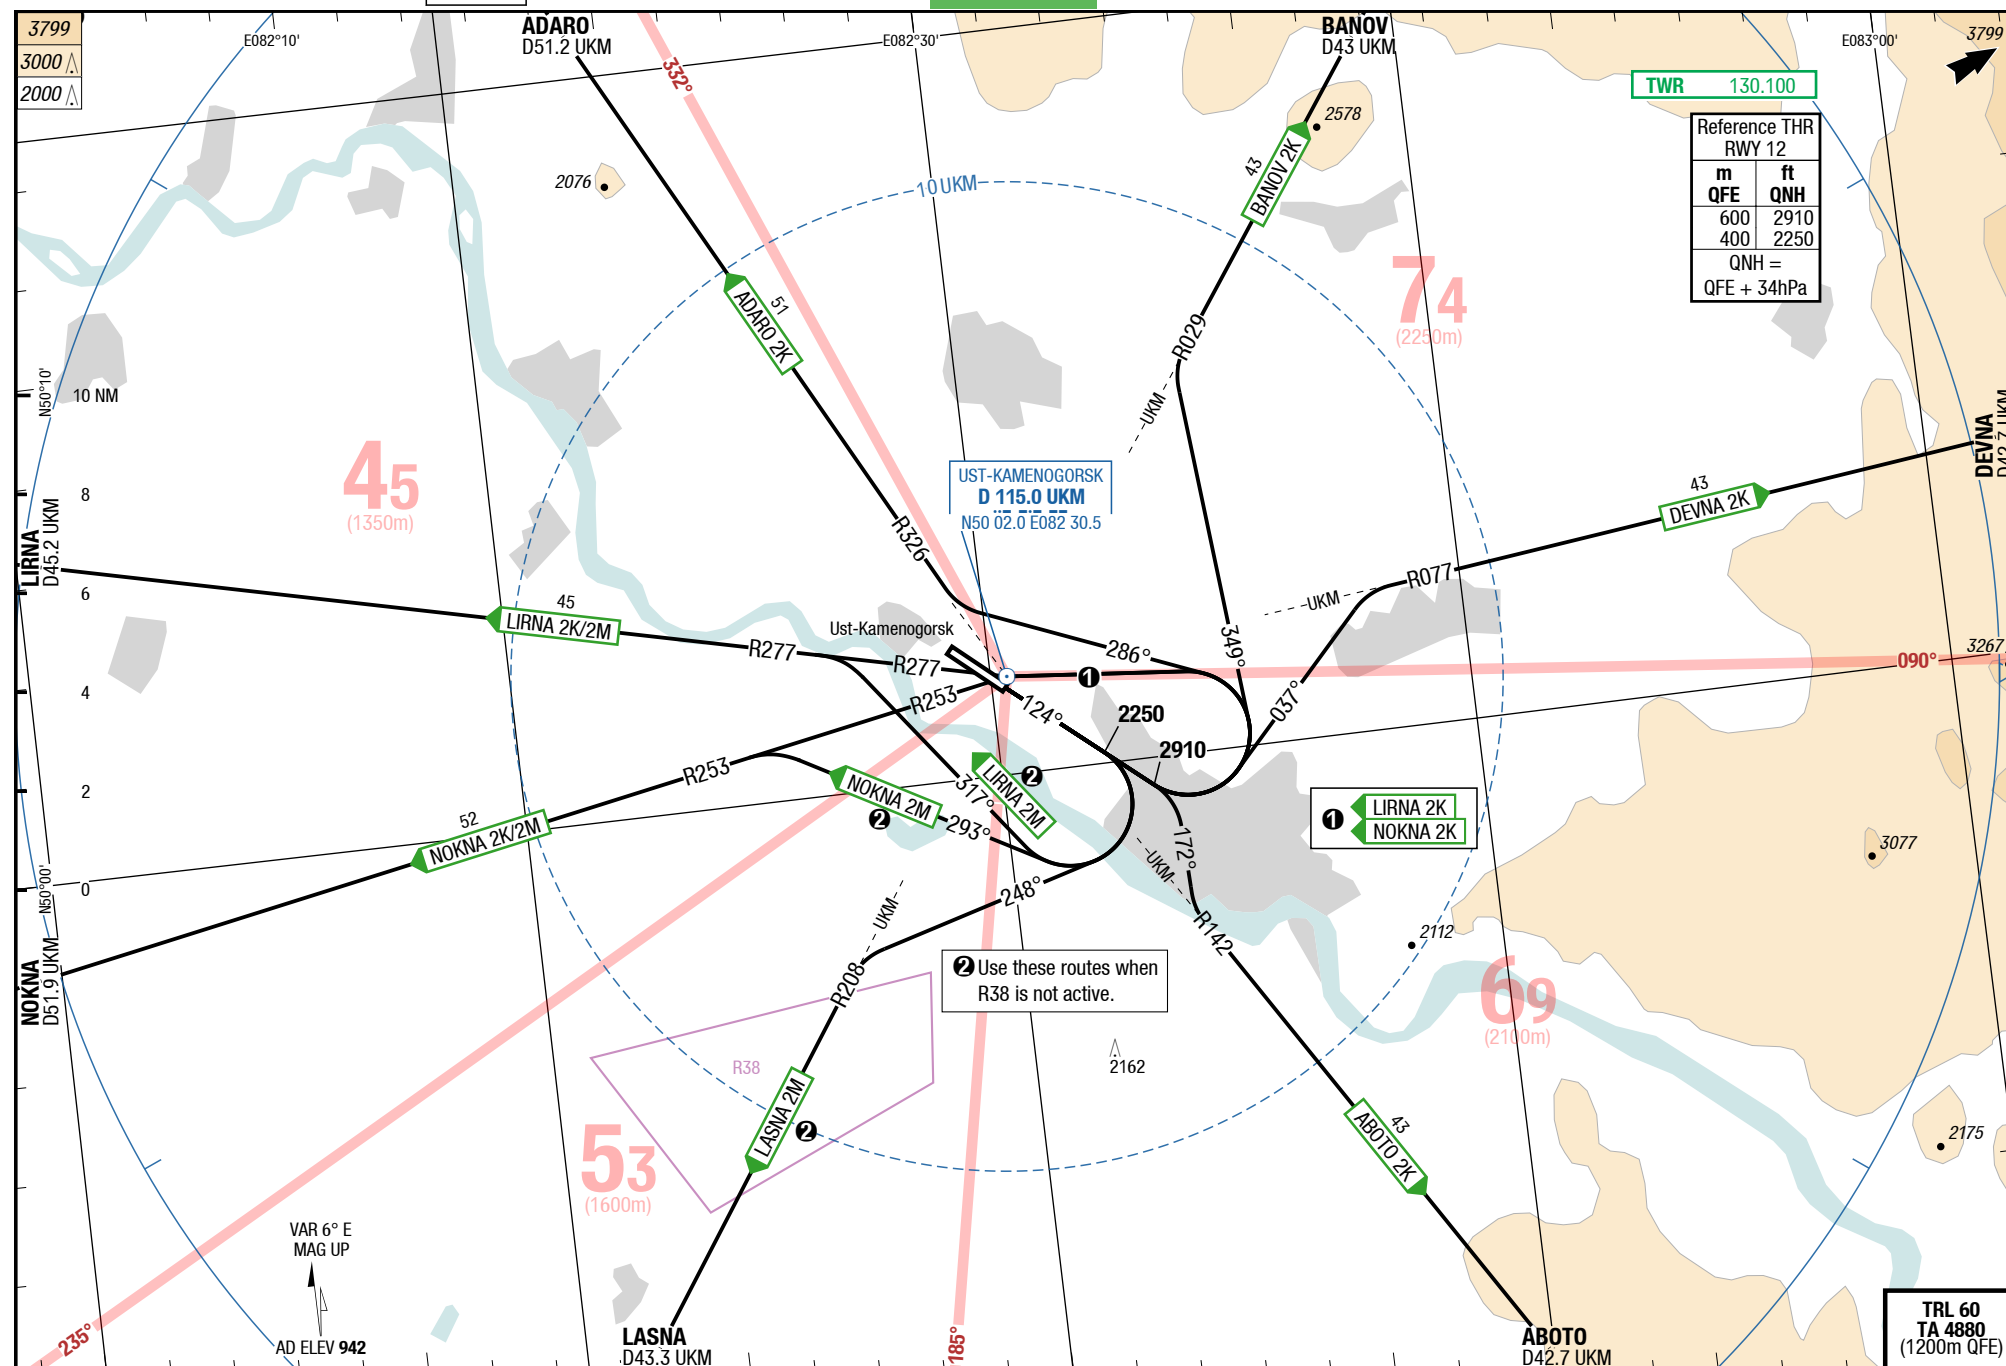 3799
3000
2000
E082°10'
ADARO
D51.2 UKM
332°
E082°30'
BANOV
D43 UKM
E083°00'
3799
TWR 130.100
Reference THR
RWY 12
m ft
QFE QNH
600 2910
400 2250
QNH =
QFE + 34hPa
2578
43
BANOV 2K
2076
10 UKM
74
(2250m)
51
ADARO 2K
R029
UKM
N50°10'
10 NM
45
(1350m)
8
UST-KAMENOGORSK
D 115.0 UKM
N50 02.0 E082 30.5
DEVNA
D42.7 UKM
43
DEVNA 2K
R326
LIRNA
D45.2 UKM
6
45
LIRNA 2K/2M
R277
R277
Ust-Kamenogorsk
286°
349°
UKM
R077
3267
090°
1
4
R253
124°
037°
2250
2910
2
R253
NOKNA 2M
2
317°
LIRNA 2M
2
293°
1
LIRNA 2K
NOKNA 2K
52
NOKNA 2K/2M
172°
UKM
3077
0
N50°00'
248°
UKM
R142
2112
NOKNA
D51.9 UKM
R208
2 Use these routes when
R38 is not active.
69
(2100m)
R38
2162
LASNA 2M
2
43
ABOTO 2K
2175
53
(1600m)
VAR 6° E
MAG UP
AD ELEV 942
235°
LASNA
D43.3 UKM
185°
ABOTO
D42.7 UKM
TRL 60
TA 4880
(1200m QFE)